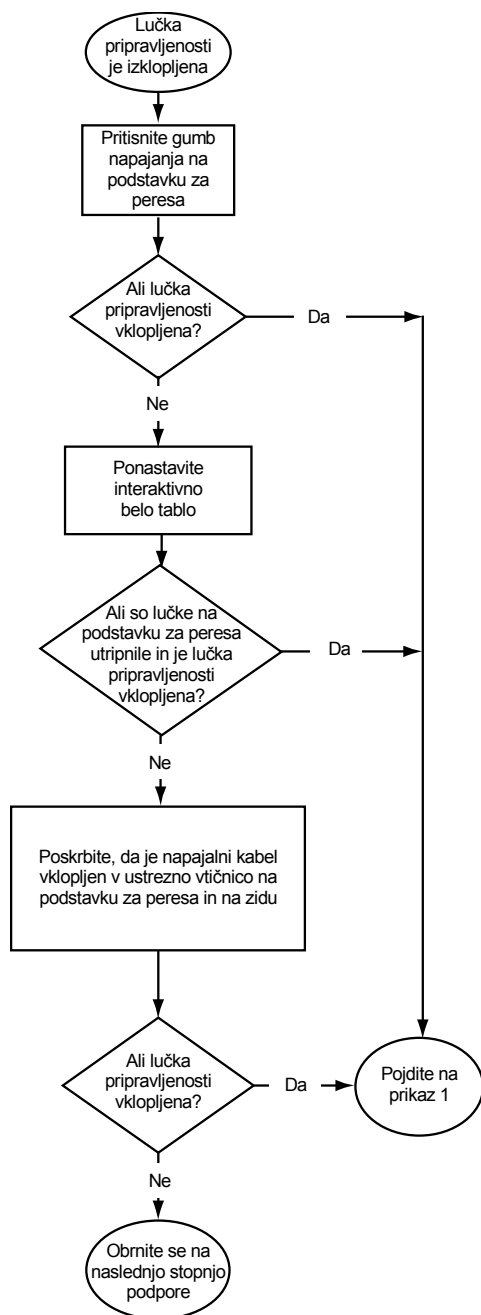 Lučka
pripravljenosti
je izklopljena
Pritisnite gumb
napajanja na
podstavku za
peresa
Ali lučka
pripravljenosti
vklopljena?
Da
Ne
Ponastavite
interaktivno
belo tablo
Ali so lučke na
podstavku za peresa
utripnile in je lučka
pripravljenosti
vklopljena?
Da
Ne
Poskrbite, da je napajalni kabel
vklopljen v ustrezno vtičnico na
podstavku za peresa in na zidu
Ali lučka
pripravljenosti
vklopljena?
Da
Pojdite na
prikaz 1
Ne
Obrnite se na
naslednjo stopnjo
podpore